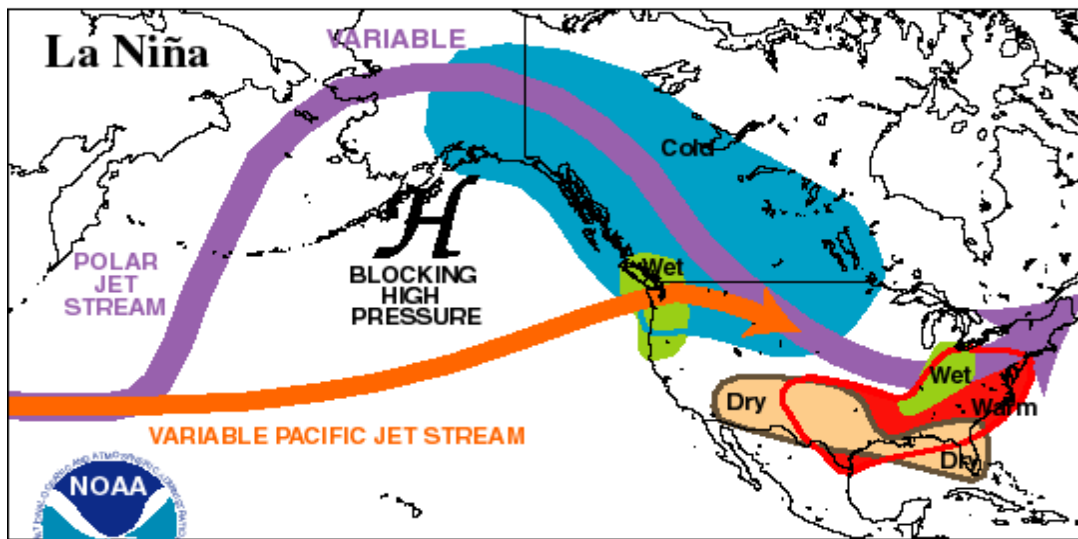 La Niña
VARIABLE
Cold
POLAR
JET
STREAM
H
BLOCKING
HIGH
PRESSURE
Wet
Wet
Dry
Warm
Dry
VARIABLE PACIFIC JET STREAM
NOAA